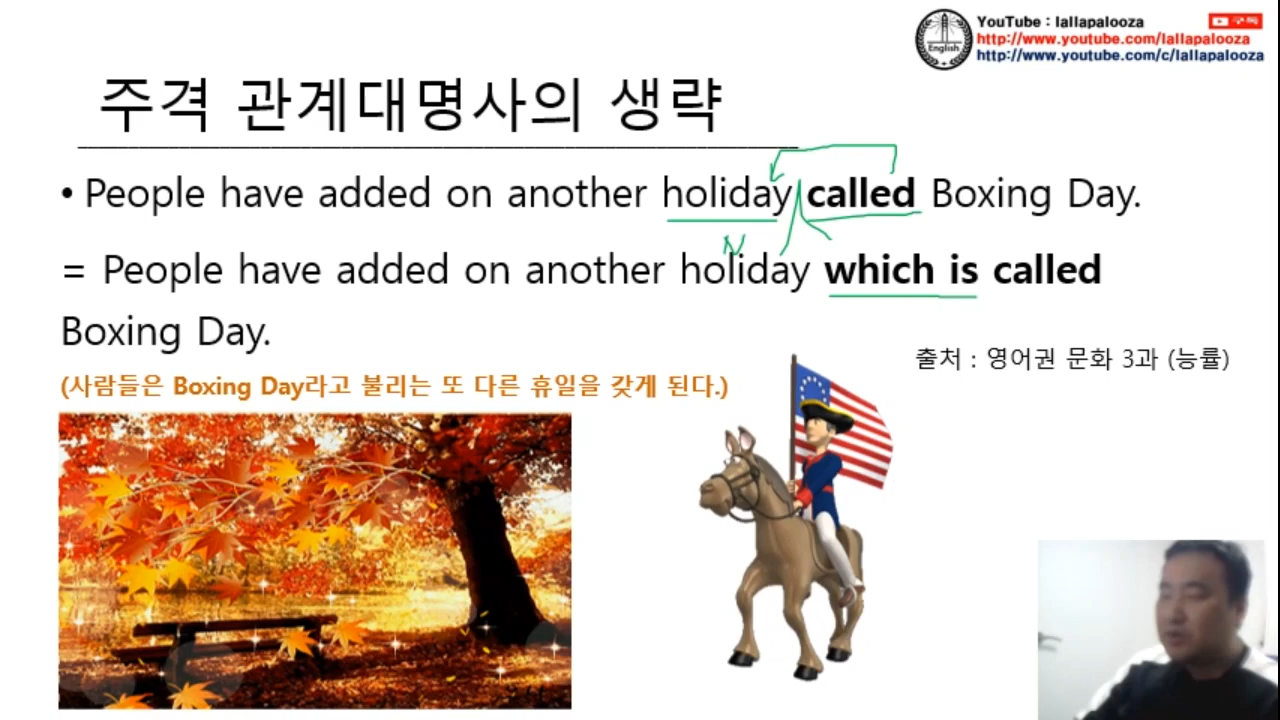 YouTube : lallapalooza
구독
http://www.youtube.com/lallapalooza
English
http://www.youtube.com/c/lallapalooza
주격 관계대명사의 생략
• People have added on another holiday called Boxing Day.
N
= People have added on another holiday which is called
Boxing Day.
출처 : 영어권 문화 3과 (능률)
(사람들은 Boxing Day라고 불리는 또 다른 휴일을 갖게 된다.)